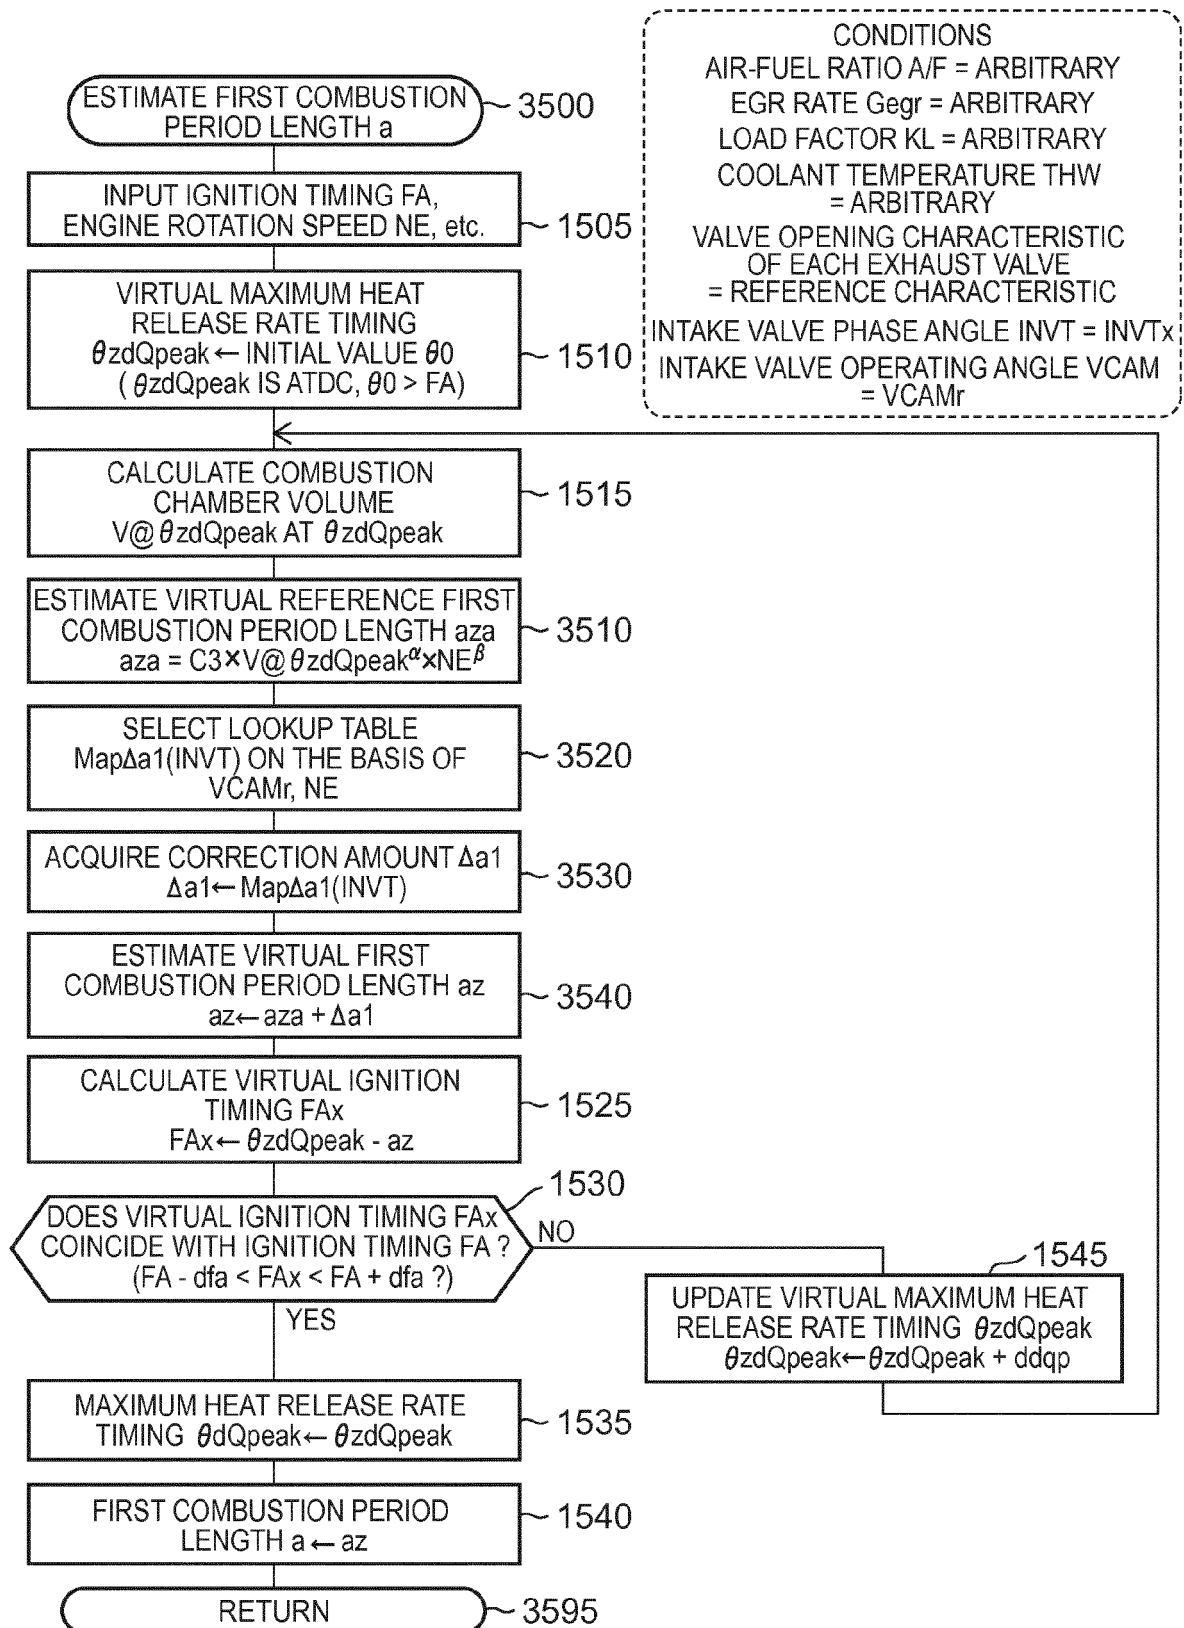 CONDITIONS
AIR-FUEL RATIO A/F = ARBITRARY
EGR RATE Gegr = ARBITRARY
LOAD FACTOR KL = ARBITRARY
COOLANT TEMPERATURE THW
= ARBITRARY
VALVE OPENING CHARACTERISTIC
OF EACH EXHAUST VALVE
= REFERENCE CHARACTERISTIC
INTAKE VALVE PHASE ANGLE INVT = INVTx
INTAKE VALVE OPERATING ANGLE VCAM
= VCAMr
ESTIMATE FIRST COMBUSTION
PERIOD LENGTH a
3500
INPUT IGNITION TIMING FA,
ENGINE ROTATION SPEED NE, etc.
1505
VIRTUAL MAXIMUM HEAT
RELEASE RATE TIMING
θzdQpeak ← INITIAL VALUE θ0
( θzdQpeak IS ATDC, θ0 > FA)
1510
CALCULATE COMBUSTION
CHAMBER VOLUME
V@ θzdQpeak AT θzdQpeak
1515
ESTIMATE VIRTUAL REFERENCE FIRST
COMBUSTION PERIOD LENGTH aza
aza = C3×V@ θzdQpeak^α×NE^β
3510
SELECT LOOKUP TABLE
MapΔa1(INVT) ON THE BASIS OF
VCAMr, NE
3520
ACQUIRE CORRECTION AMOUNT Δa1
Δa1← MapΔa1(INVT)
3530
ESTIMATE VIRTUAL FIRST
COMBUSTION PERIOD LENGTH az
az← aza + Δa1
3540
CALCULATE VIRTUAL IGNITION
TIMING FAx
FAx← θzdQpeak - az
1525
DOES VIRTUAL IGNITION TIMING FAx
COINCIDE WITH IGNITION TIMING FA ?
(FA - dfa < FAx < FA + dfa ?)
1530
NO
YES
UPDATE VIRTUAL MAXIMUM HEAT
RELEASE RATE TIMING θzdQpeak
θzdQpeak← θzdQpeak + ddqp
1545
MAXIMUM HEAT RELEASE RATE
TIMING θdQpeak← θzdQpeak
1535
FIRST COMBUSTION PERIOD
LENGTH a ← az
1540
RETURN
3595